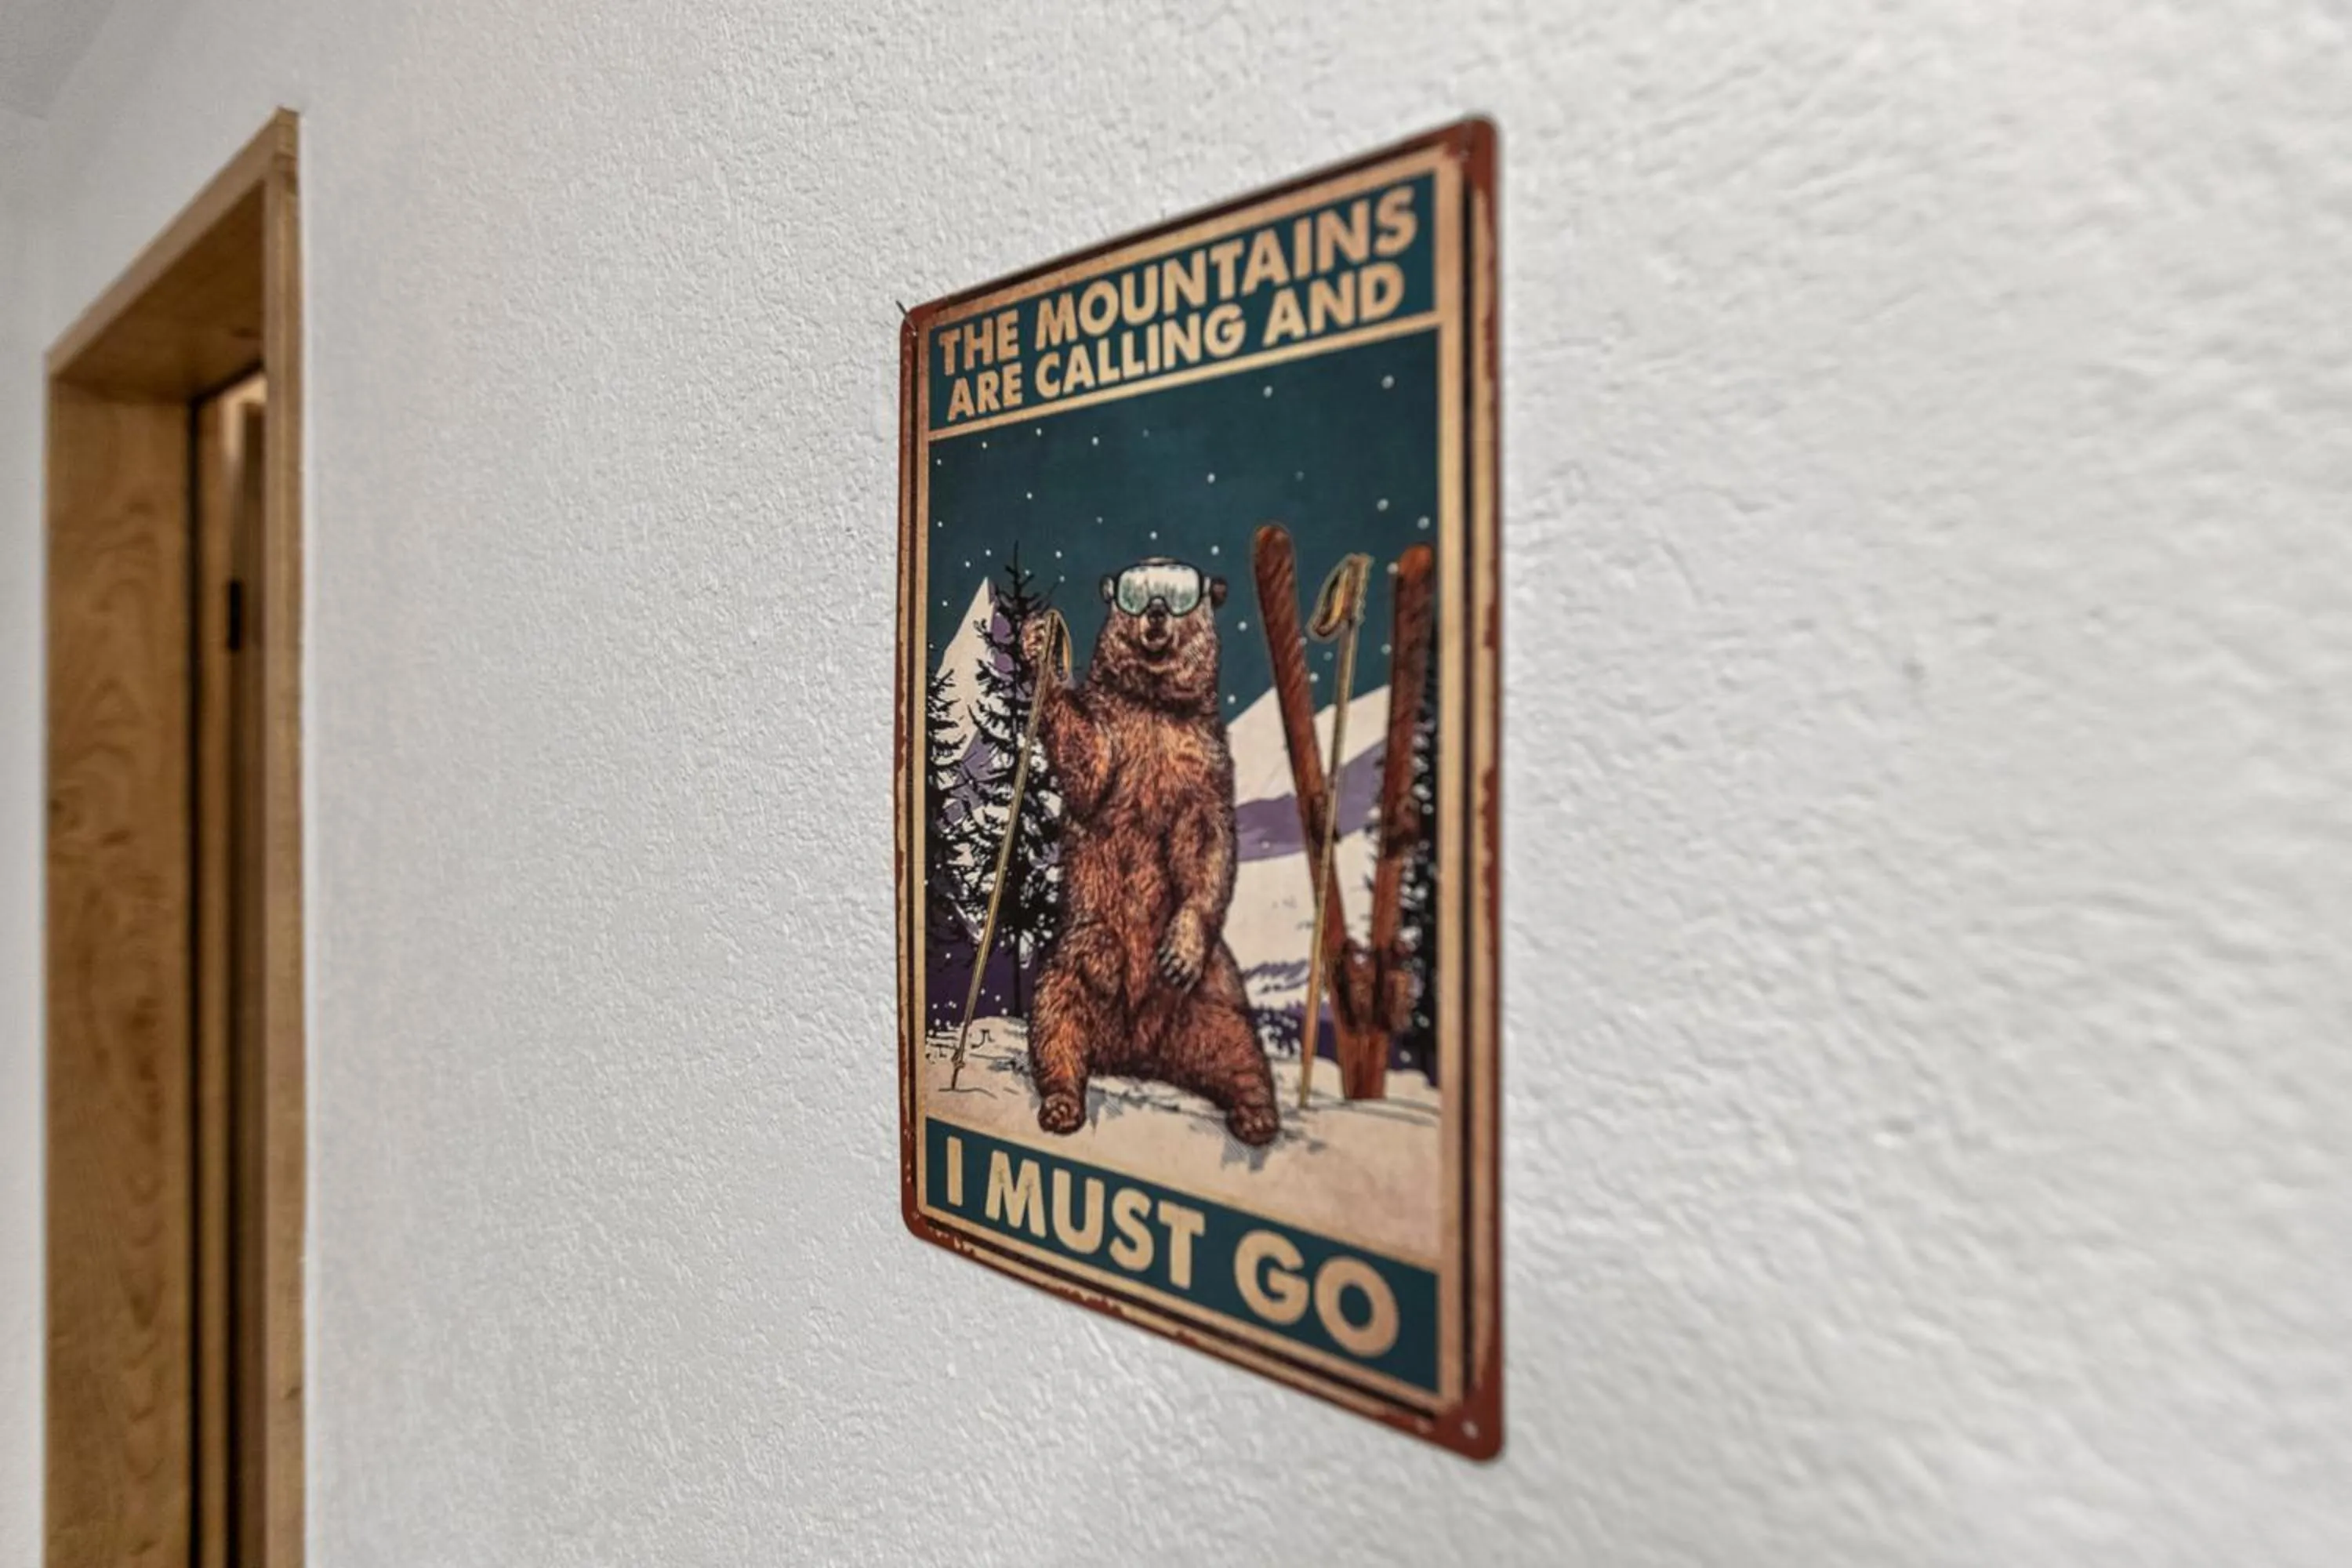 THE MOUNTAINS
ARE CALLING AND
I MUST GO